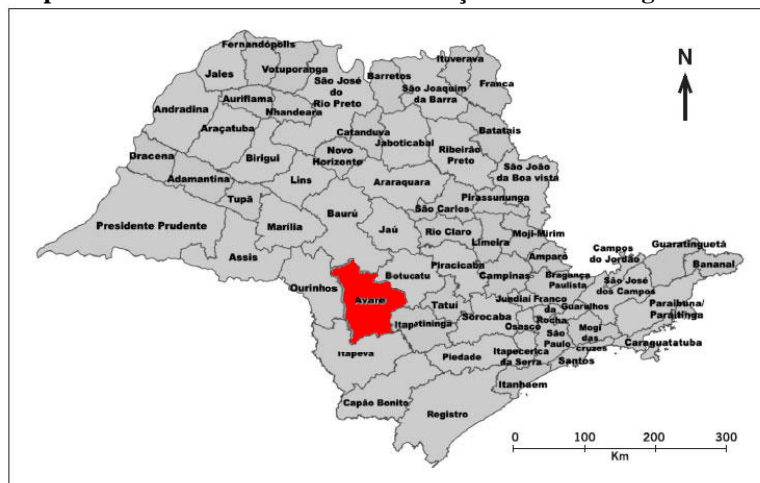 Fernandópolis
Ituverava
Jales
Votuporanga
São José
do
Rio Preto
Barretos
São Joaquim
da Barra
Franca
N
Andradina
Auriflama
Nhandeara
Araçatuba
Catanduva
Jaboticabal
Batatais
Birigui
Novo
Horizonte
Ribeirão
Preto
São João
da Boa vista
Dracena
Adamantina
Lins
Araraquara
Pirassununga
Tupã
Presidente Prudente
Marília
Baurú
Jaú
São Carlos
Rio Claro
Limeira
Moji-Mirim
Assis
Amparo
Campos
do Jordão
Guaratinguetá
Bananal
Ourinhos
Avaré
Botucatu
Piracicaba
Campinas
Bragança
Paulista
São José
dos Campos
Tatuí
Jundiaí
Franco
da
Rocha
Guarulhos
Paraibuna/
Paraitinga
Itapetininga
Sorocaba
Osasco
São
Paulo
Mogi
das
cruzes
Caraguatatuba
Itapeva
Piedade
Itapecerica
da Serra
Santos
Itanhaem
Capão Bonito
Registro
0 100 200 300
Km